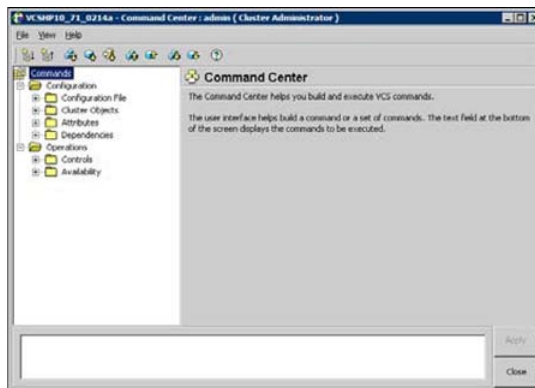 VCSHP10_71_0214a - Command Center : admin ( Cluster Administrator )
File View Help
Commands
Configuration
Configuration File
Cluster Objects
Attributes
Dependencies
Operations
Controls
Availability
Command Center
The Command Center helps you build and execute VCS commands.
The user interface helps build a command or a set of commands. The text field at the bottom
of the screen displays the commands to be executed.
Apply
Close